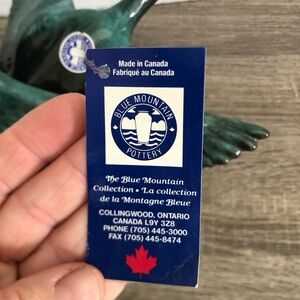 Made in Canada
Fabriqué au Canada
BLUE MOUNTAIN
POTTERY
The Blue Mountain
Collection • La collection
de la Montagne Bleue
COLLINGWOOD, ONTARIO
CANADA L9Y 3Z8
PHONE (705) 445-3000
FAX (705) 445-8474